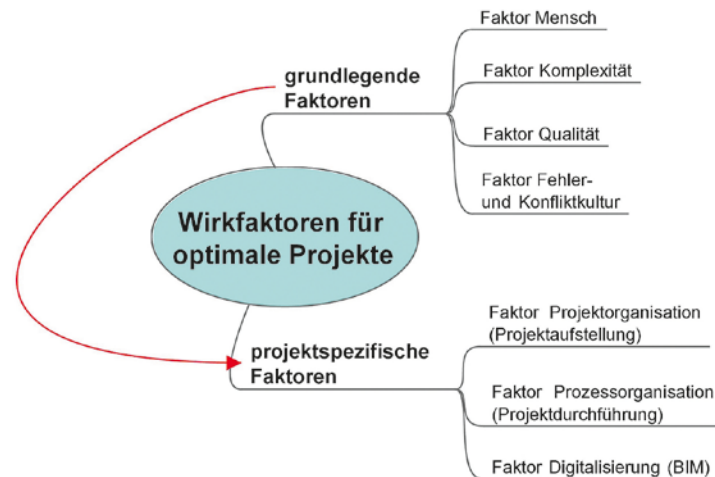 Faktor Mensch
grundlegende
Faktoren
Faktor Komplexität
Faktor Qualität
Faktor Fehler-
und Konfliktkultur
Wirkfaktoren für
optimale Projekte
projektspezifische
Faktoren
Faktor Projektorganisation
(Projektaufstellung)
Faktor Prozessorganisation
(Projektdurchführung)
Faktor Digitalisierung (BIM)